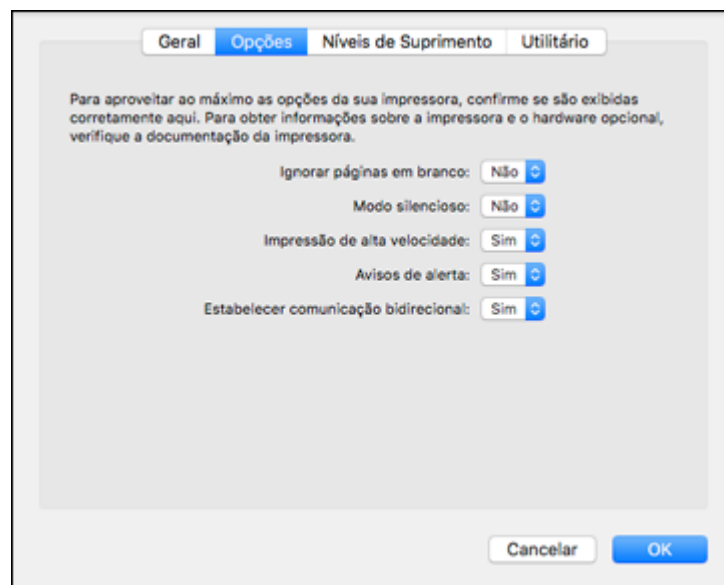 Geral Opções Níveis de Suprimento Utilitário
Para aproveitar ao máximo as opções da sua impressora, confirme se são exibidas
corretamente aqui. Para obter informações sobre a impressora e o hardware opcional,
verifique a documentação da impressora.
Ignorar páginas em branco: Não
Modo silencioso: Não
Impressão de alta velocidade: Sim
Avisos de alerta: Sim
Estabelecer comunicação bidirecional: Sim
Cancelar OK